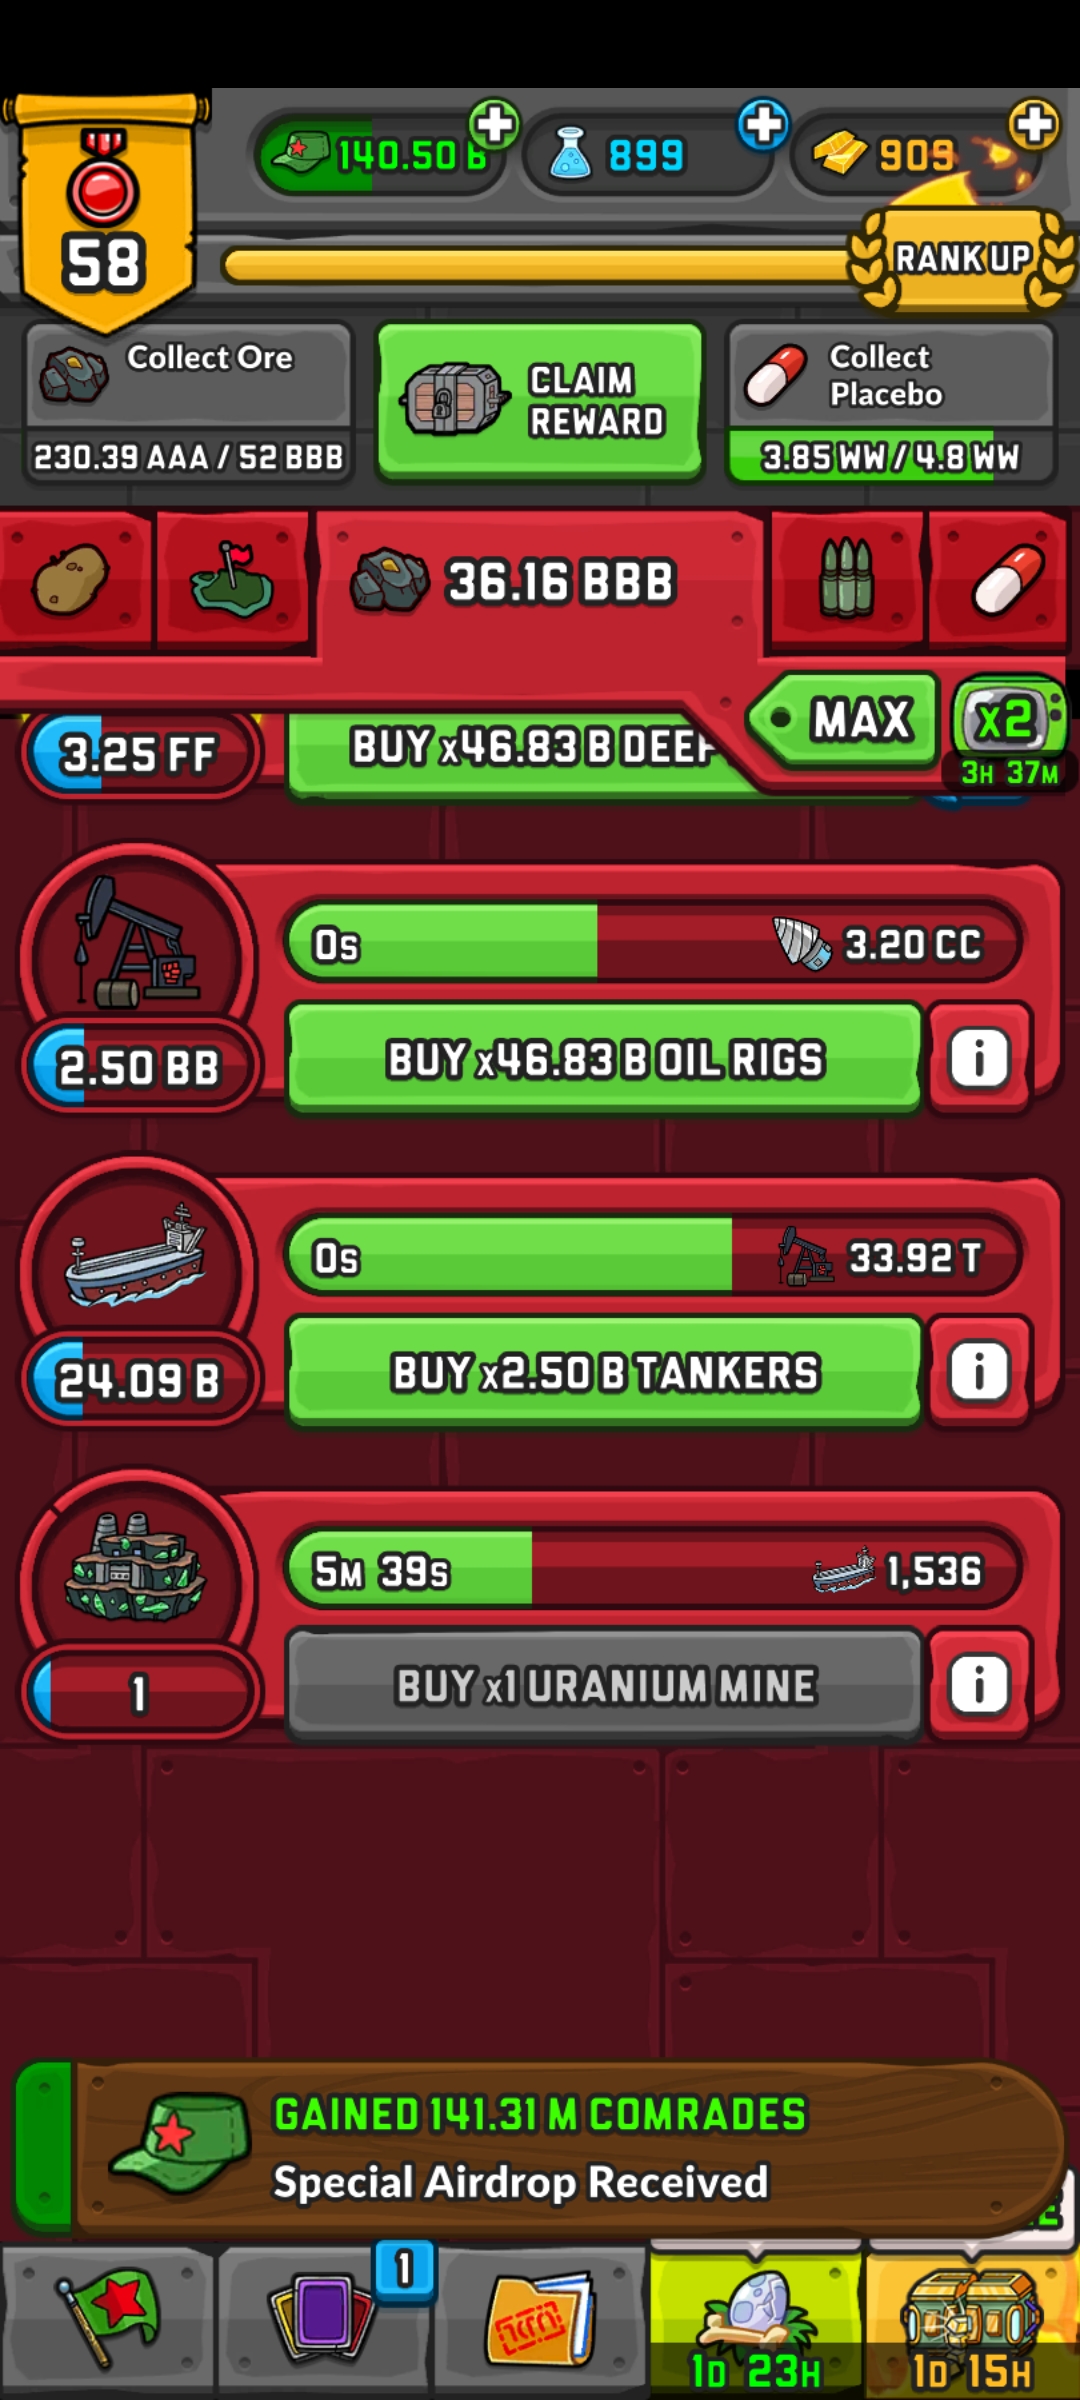 140.50 B
899
909
58
RANK UP
Collect Ore
230.39 AAA / 52 BBB
CLAIM
REWARD
Collect
Placebo
3.85 WW / 4.8 WW
36.16 BBB
MAX
x2
3H 37M
3.25 FF
BUY x46.83 B DEEP
0s
3.20 CC
2.50 BB
BUY x46.83 B OIL RIGS
i
0s
33.92 T
24.09 B
BUY x2.50 B TANKERS
i
5M 39s
1,536
1
BUY x1 URANIUM MINE
i
GAINED 141.31 M COMRADES
Special Airdrop Received
1
1D 23H
1D 15H